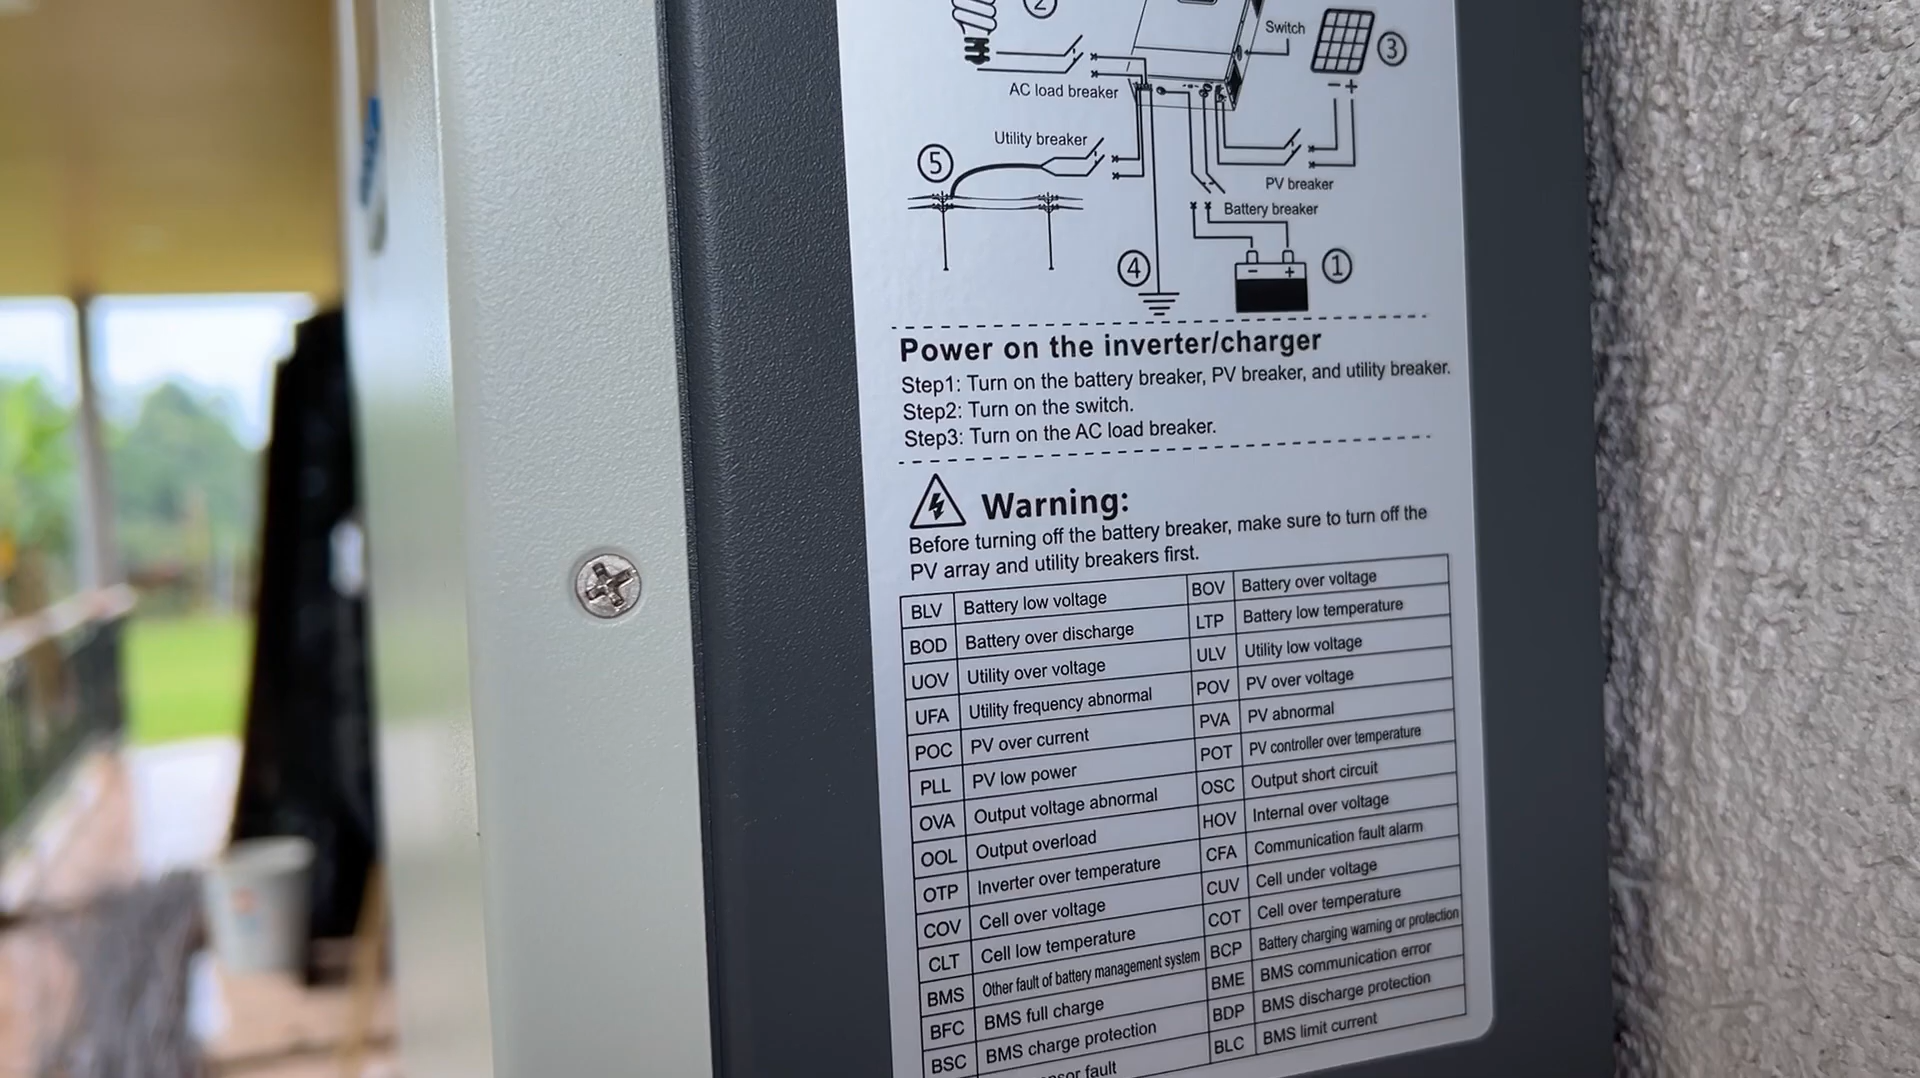 2
Switch
3
− +
AC load breaker
Utility breaker
5
PV breaker
Battery breaker
4
− +
1
Power on the inverter/charger
Step1: Turn on the battery breaker, PV breaker, and utility breaker.
Step2: Turn on the switch.
Step3: Turn on the AC load breaker.
Warning:
Before turning off the battery breaker, make sure to turn off the
PV array and utility breakers first.
BLV Battery low voltage BOV Battery over voltage
BOD Battery over discharge LTP Battery low temperature
UOV Utility over voltage ULV Utility low voltage
UFA Utility frequency abnormal POV PV over voltage
POC PV over current PVA PV abnormal
PLL PV low power POT PV controller over temperature
OVA Output voltage abnormal OSC Output short circuit
OOL Output overload HOV Internal over voltage
OTP Inverter over temperature CFA Communication fault alarm
COV Cell over voltage CUV Cell under voltage
CLT Cell low temperature COT Cell over temperature
BMS Other fault of battery management system BCP Battery charging warning or protection
BFC BMS full charge BME BMS communication error
BSC BMS charge protection BDP BMS discharge protection
fault BLC BMS limit current